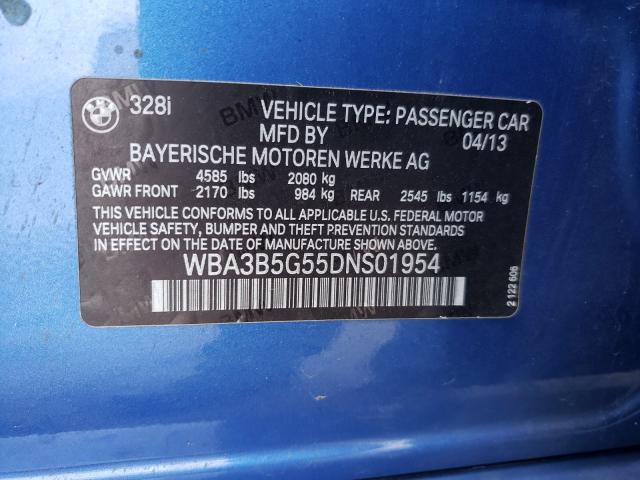 BMW 328i VEHICLE TYPE: PASSENGER CAR
MFD BY 04/13
BAYERISCHE MOTOREN WERKE AG
GVWR 4585 lbs 2080 kg
GAWR FRONT 2170 lbs 984 kg REAR 2545 lbs 1154 kg
THIS VEHICLE CONFORMS TO ALL APPLICABLE U.S. FEDERAL MOTOR
VEHICLE SAFETY, BUMPER AND THEFT PREVENTION STANDARDS
IN EFFECT ON THE DATE OF MANUFACTURE SHOWN ABOVE.
WBA3B5G55DNS01954
2 122 606